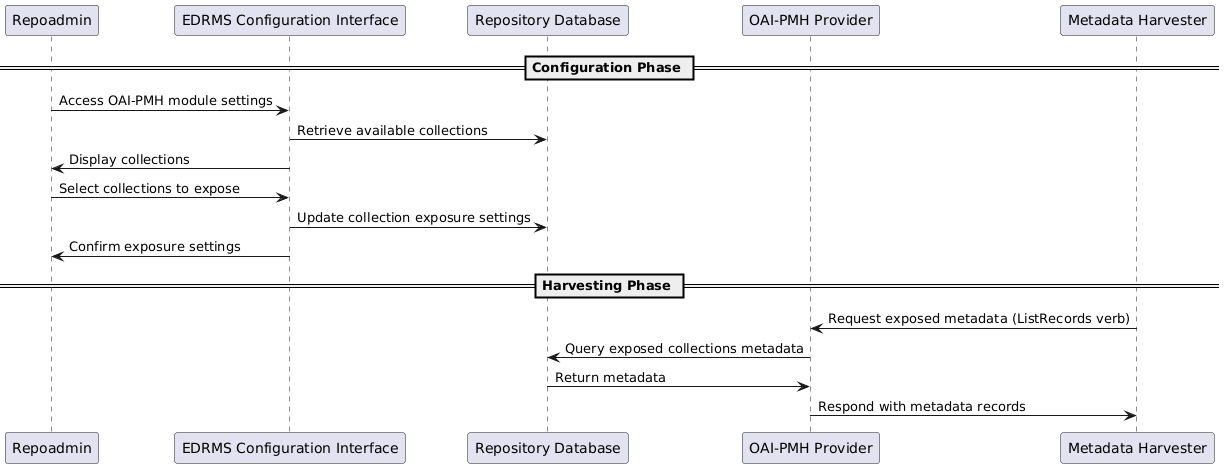 Repoadmin
EDRMS Configuration Interface
Repository Database
OAI-PMH Provider
Metadata Harvester
Configuration Phase
Access OAI-PMH module settings
Retrieve available collections
Display collections
Select collections to expose
Update collection exposure settings
Confirm exposure settings
Harvesting Phase
Request exposed metadata (ListRecords verb)
Query exposed collections metadata
Return metadata
Respond with metadata records
Repoadmin
EDRMS Configuration Interface
Repository Database
OAI-PMH Provider
Metadata Harvester